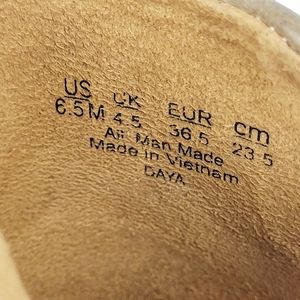 US UK EUR cm
6.5M 4.5 36.5 23.5
All Man Made
Made in Vietnam
DAYA